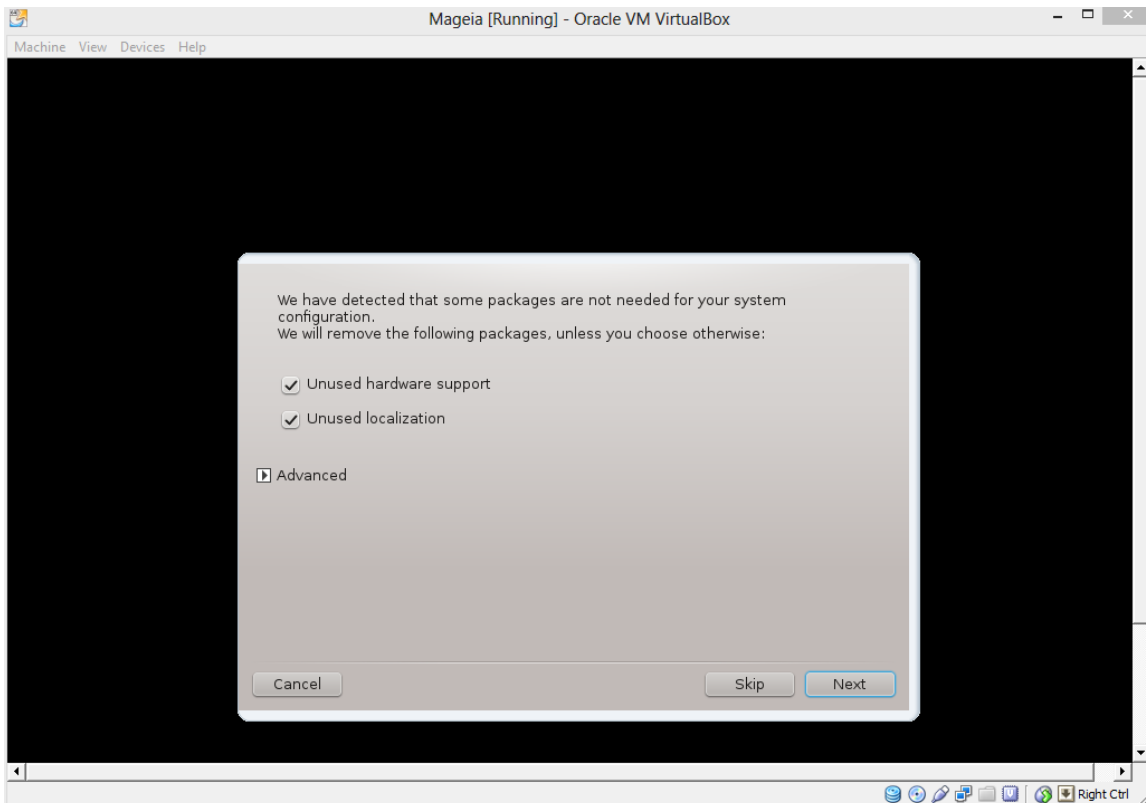 Mageia [Running] - Oracle VM VirtualBox
Machine View Devices Help
We have detected that some packages are not needed for your system
configuration.
We will remove the following packages, unless you choose otherwise:
Unused hardware support
Unused localization
Advanced
Cancel Skip Next
Right Ctrl